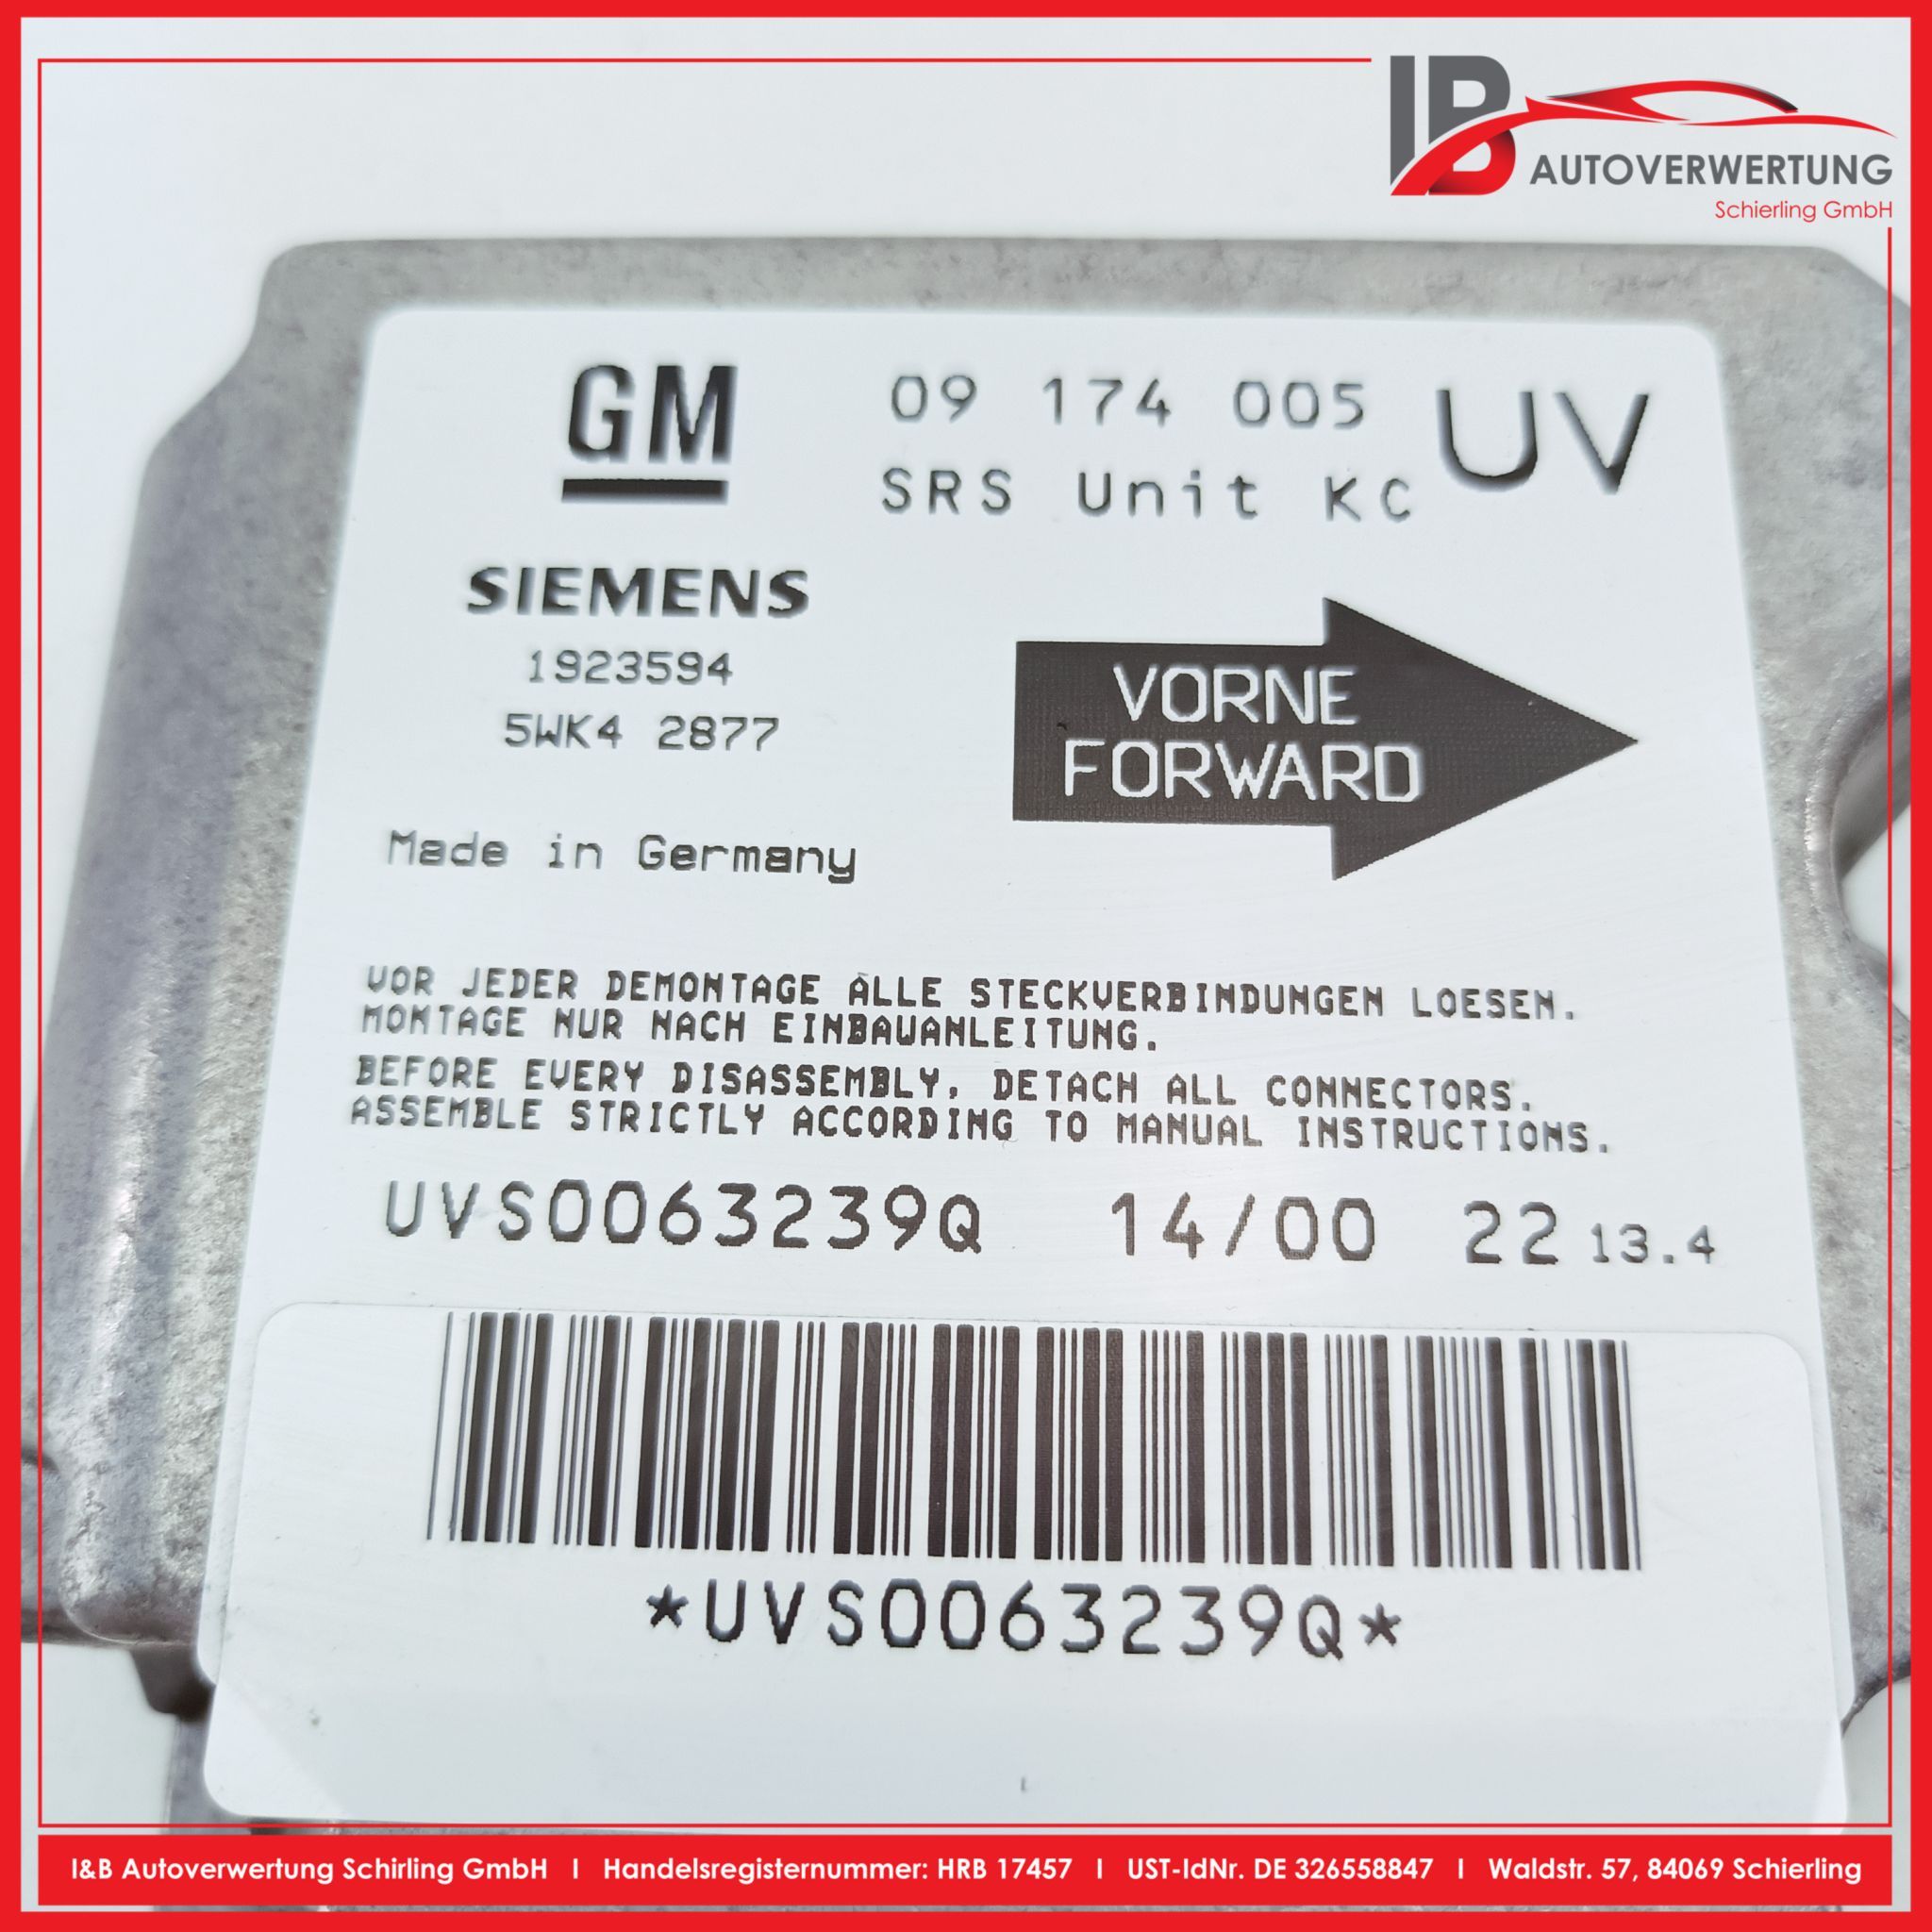 IB
AUTOVERWERTUNG
Schierling GmbH
GM
09 174 005 UV
SRS Unit KC
SIEMENS
1923594
5WK4 2877
VORNE
FORWARD
Made in Germany
VOR JEDER DEMONTAGE ALLE STECKVERBINDUNGEN LOESEN.
MONTAGE NUR NACH EINBAUANLEITUNG.
BEFORE EVERY DISASSEMBLY, DETACH ALL CONNECTORS.
ASSEMBLE STRICTLY ACCORDING TO MANUAL INSTRUCTIONS.
UVS0063239Q 14/00 22 13.4
*UVS0063239Q*
I&B Autoverwertung Schirling GmbH I Handelsregisternummer: HRB 17457 I UST-IdNr. DE 326558847 I Waldstr. 57, 84069 Schierling